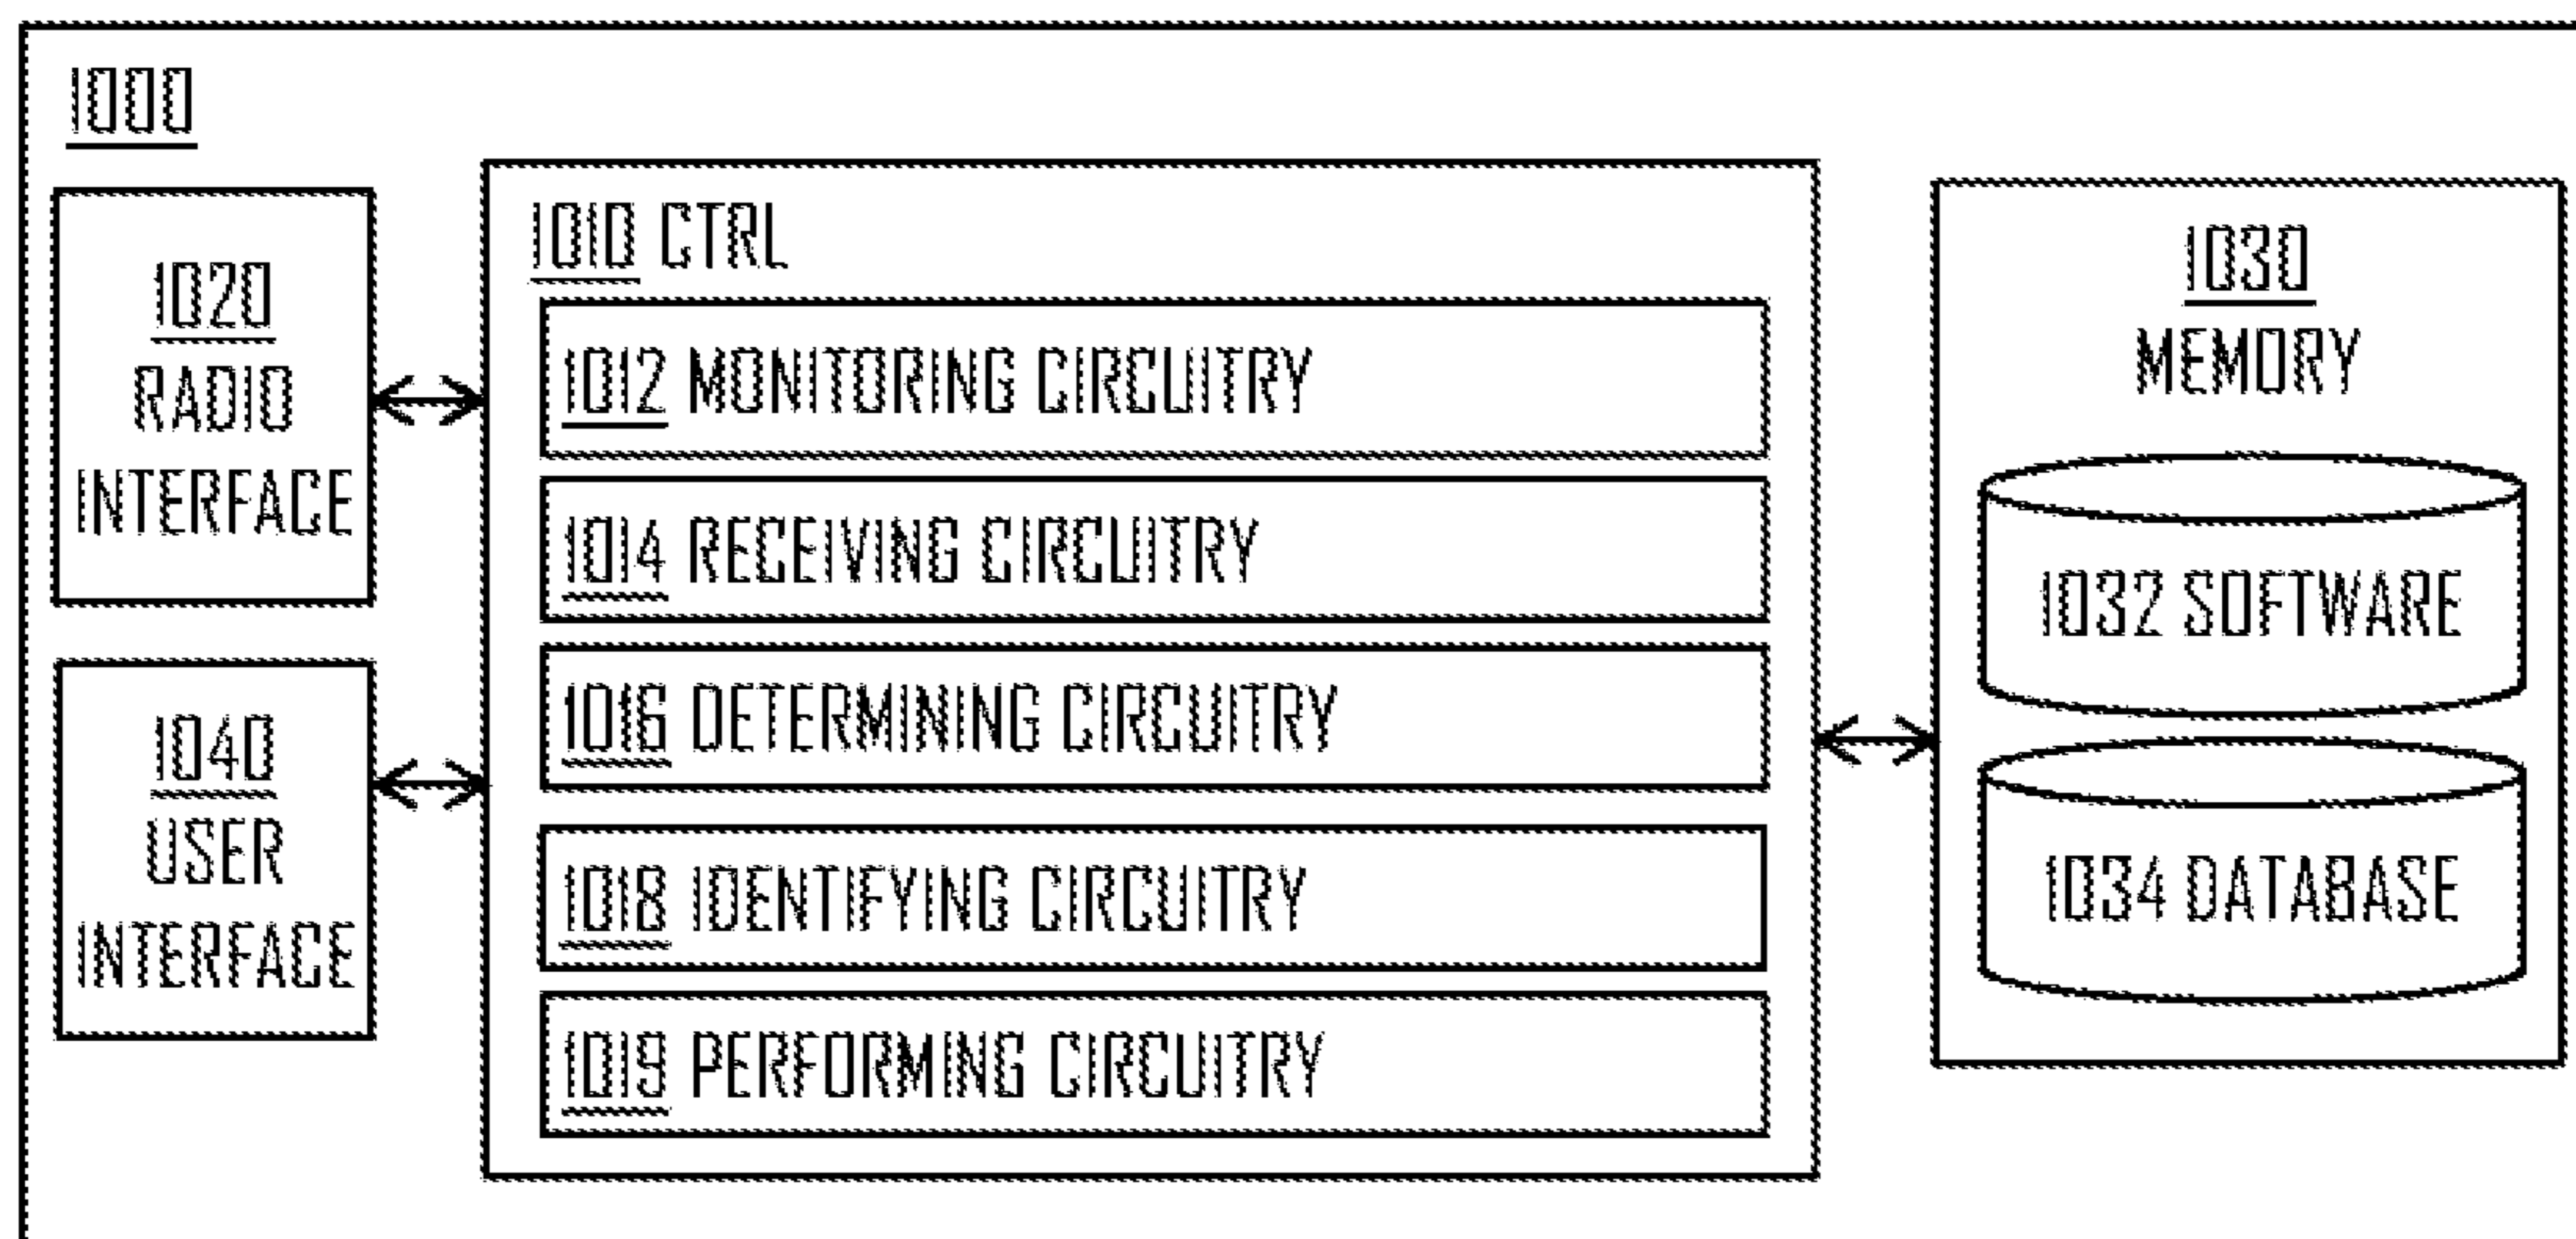 1000
1020
RADIO
INTERFACE
1040
USER
INTERFACE
1010 CTRL
1012 MONITORING CIRCUITRY
1014 RECEIVING CIRCUITRY
1016 DETERMINING CIRCUITRY
1018 IDENTIFYING CIRCUITRY
1019 PERFORMING CIRCUITRY
1030
MEMORY
1032 SOFTWARE
1034 DATABASE